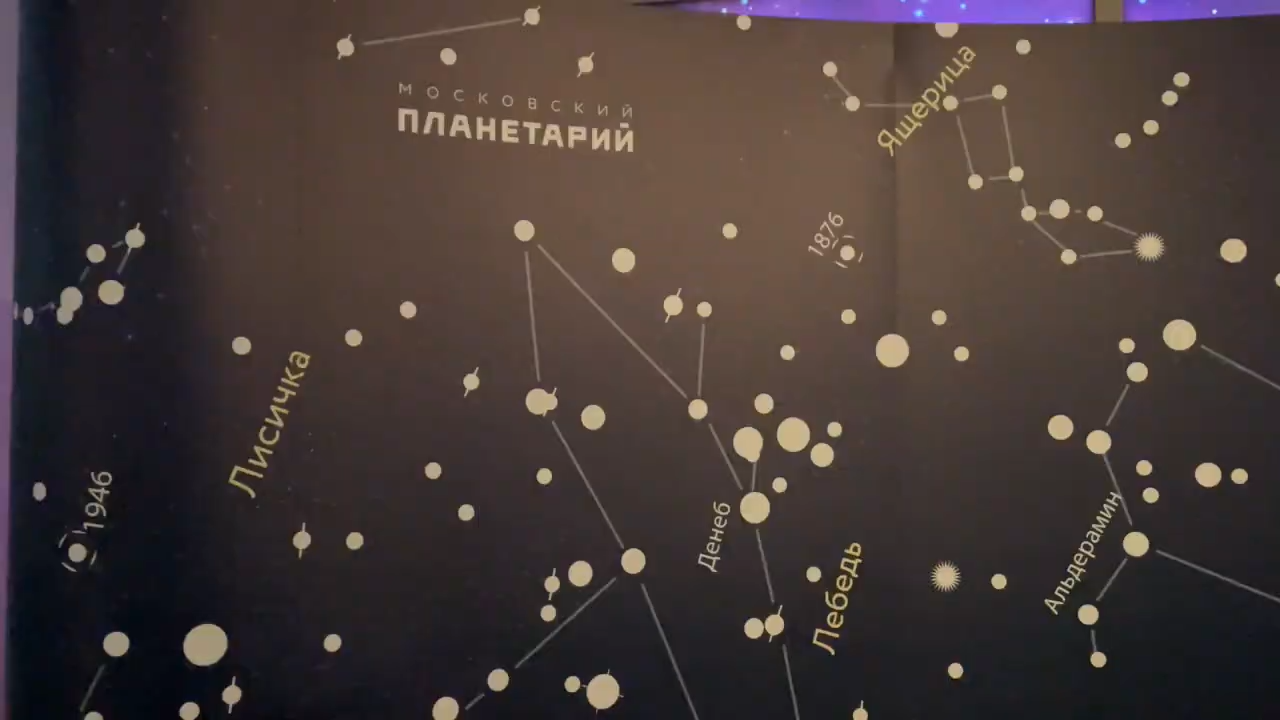 МОСКОВСКИЙ
ПЛАНЕТАРИЙ
Ящерица
1876
Лисичка
1946
Денеб
Лебедь
Альдерамин